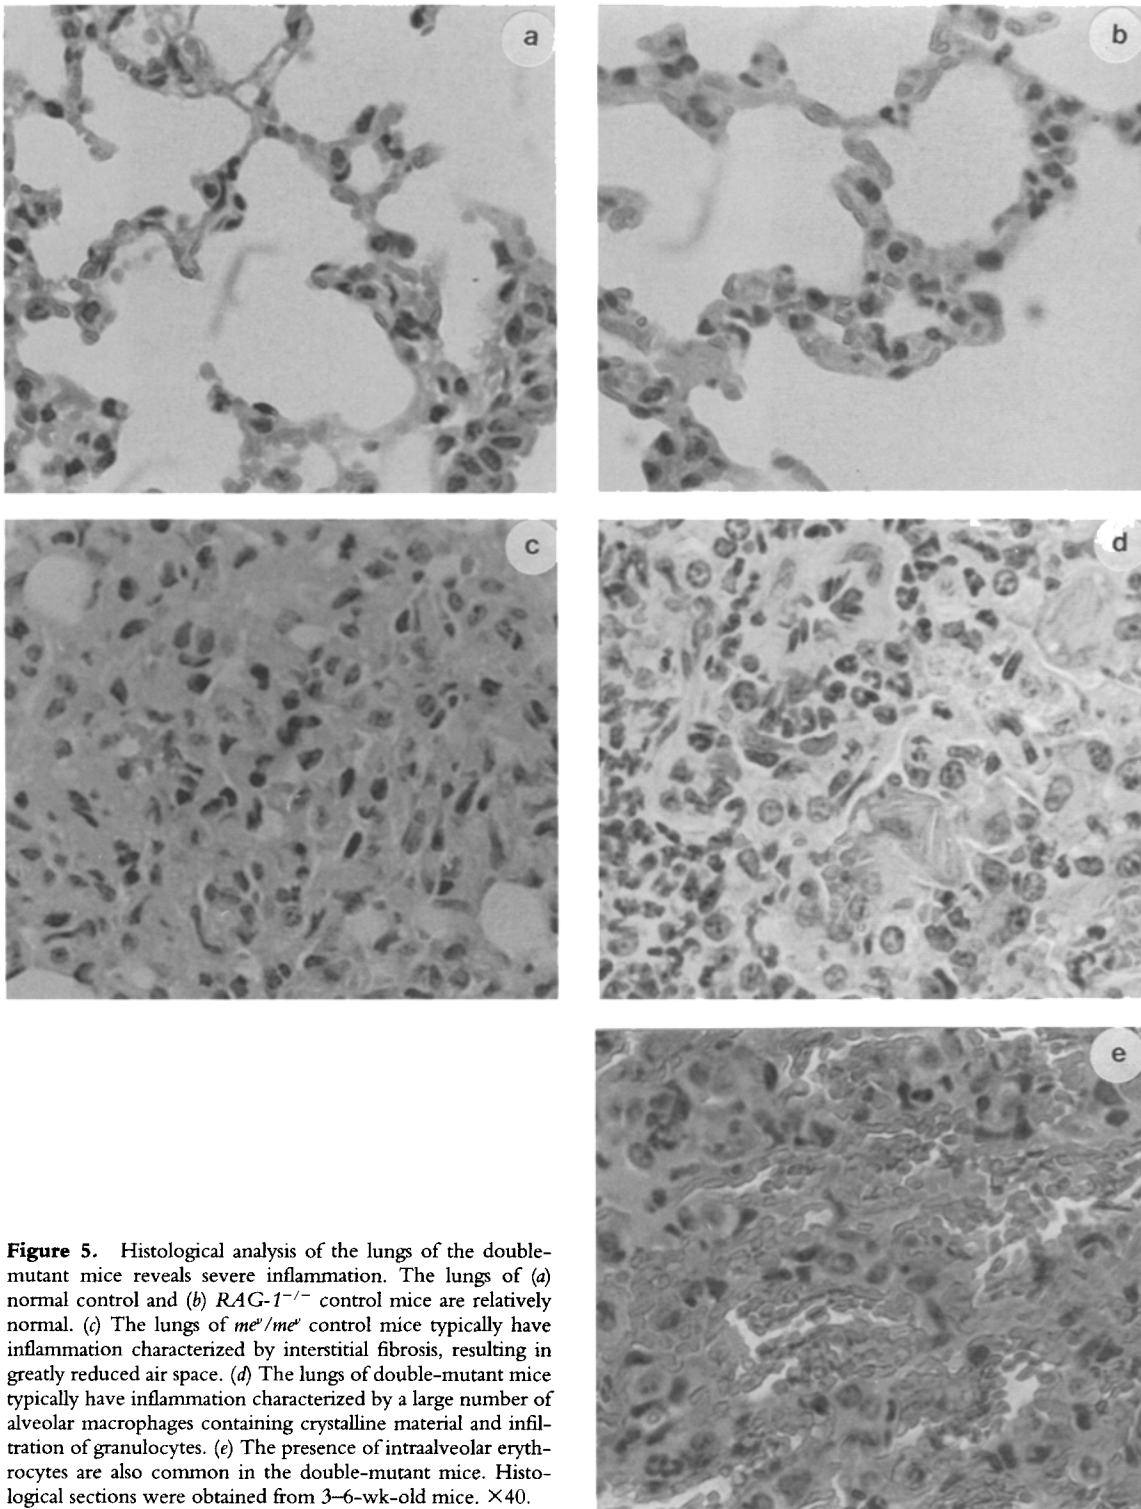 a
b
c
d
e
Figure 5. Histological analysis of the lungs of the double-
mutant mice reveals severe inflammation. The lungs of (a)
normal control and (b) RAG-1⁻/⁻ control mice are relatively
normal. (c) The lungs of meᵛ/meᵛ control mice typically have
inflammation characterized by interstitial fibrosis, resulting in
greatly reduced air space. (d) The lungs of double-mutant mice
typically have inflammation characterized by a large number of
alveolar macrophages containing crystalline material and infil-
tration of granulocytes. (e) The presence of intraalveolar eryth-
rocytes are also common in the double-mutant mice. Histo-
logical sections were obtained from 3–6-wk-old mice. ×40.